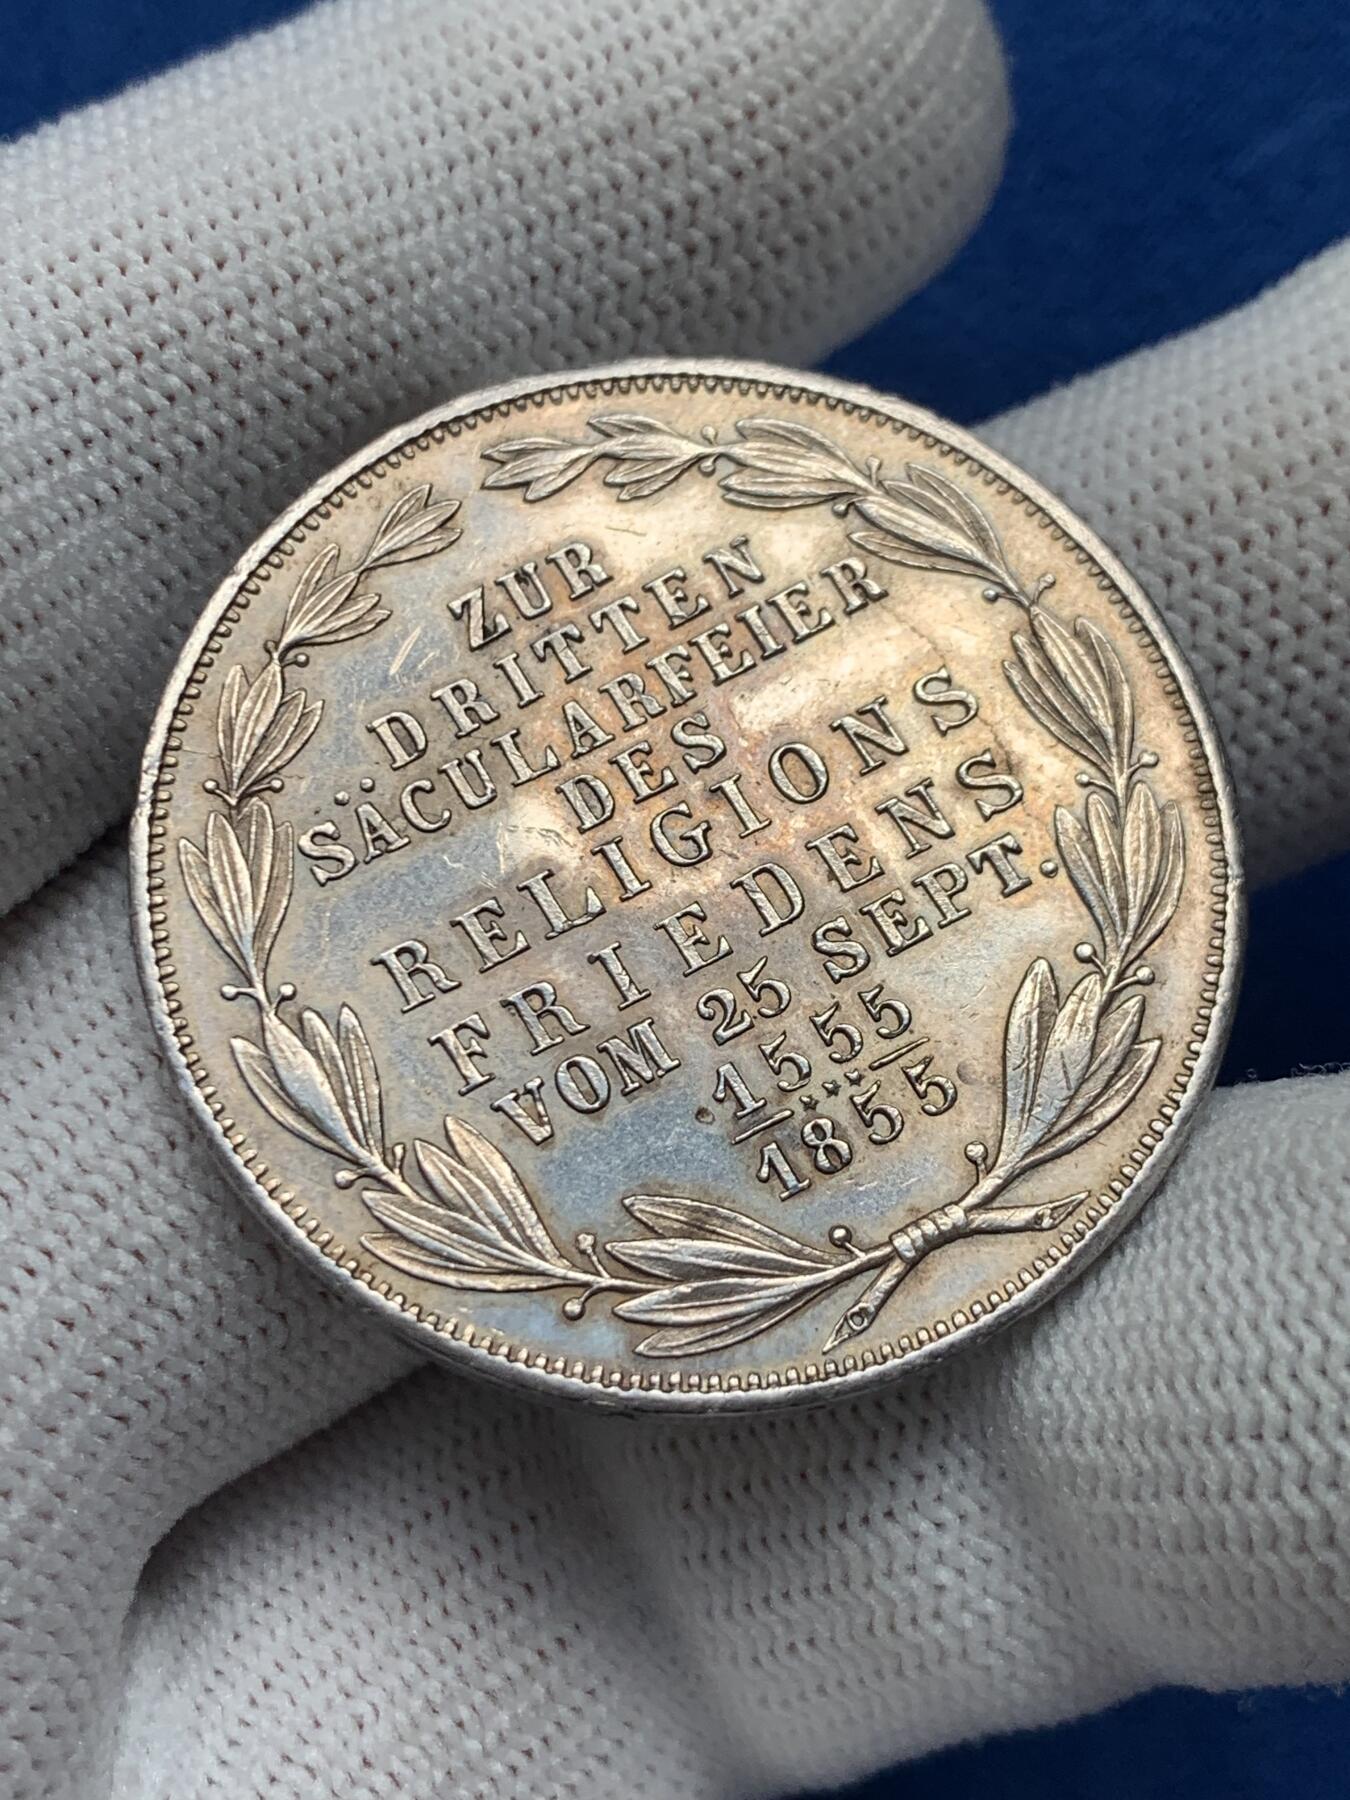 ZUR
DRITTEN
SÄCULARFEIER
DES
RELIGIONS
FRIEDENS
VOM 25 SEPT.
1555
1855